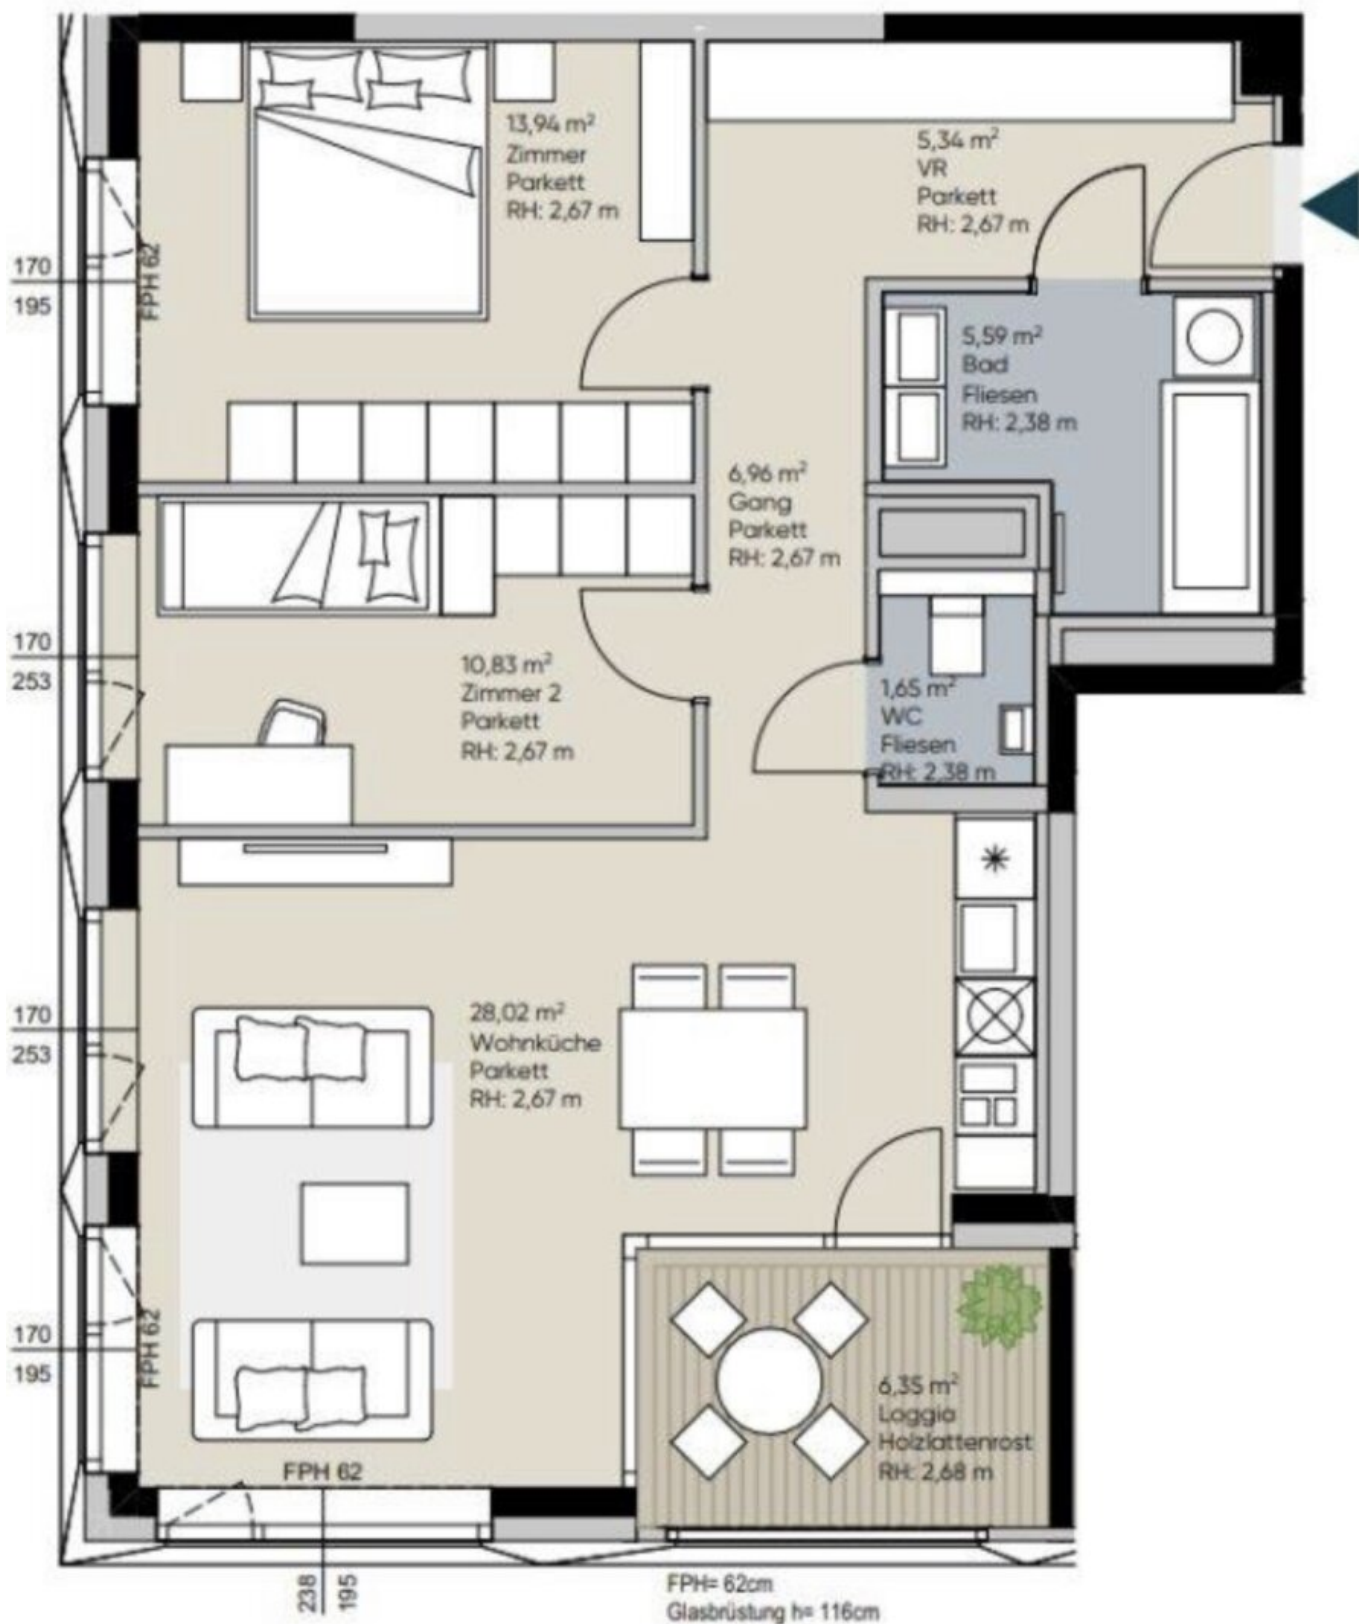 13,94 m²
Zimmer
Parkett
RH: 2,67 m
5,34 m²
VR
Parkett
RH: 2,67 m
170
195
FPH 62
5,59 m²
Bad
Fliesen
RH: 2,38 m
6,96 m²
Gang
Parkett
RH: 2,67 m
170
253
10,83 m²
Zimmer 2
Parkett
RH: 2,67 m
1,65 m²
WC
Fliesen
RH: 2,38 m
170
253
28,02 m²
Wohnküche
Parkett
RH: 2,67 m
170
195
FPH 62
6,35 m²
Loggia
Holzlattenrost
RH: 2,68 m
FPH 62
238
195
FPH= 62cm
Glasbrüstung h= 116cm